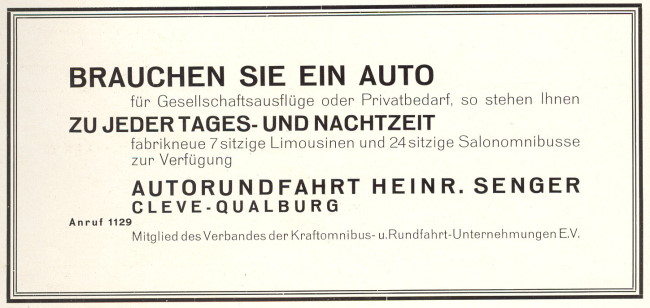 BRAUCHEN SIE EIN AUTO
für Gesellschaftsausflüge oder Privatbedarf, so stehen Ihnen
ZU JEDER TAGES- UND NACHTZEIT
fabrikneue 7 sitzige Limousinen und 24 sitzige Salonomnibusse
zur Verfügung
AUTORUNDFAHRT HEINR. SENGER
CLEVE-QUALBURG
Anruf 1129
Mitglied des Verbandes der Kraftomnibus- u. Rundfahrt-Unternehmungen E.V.